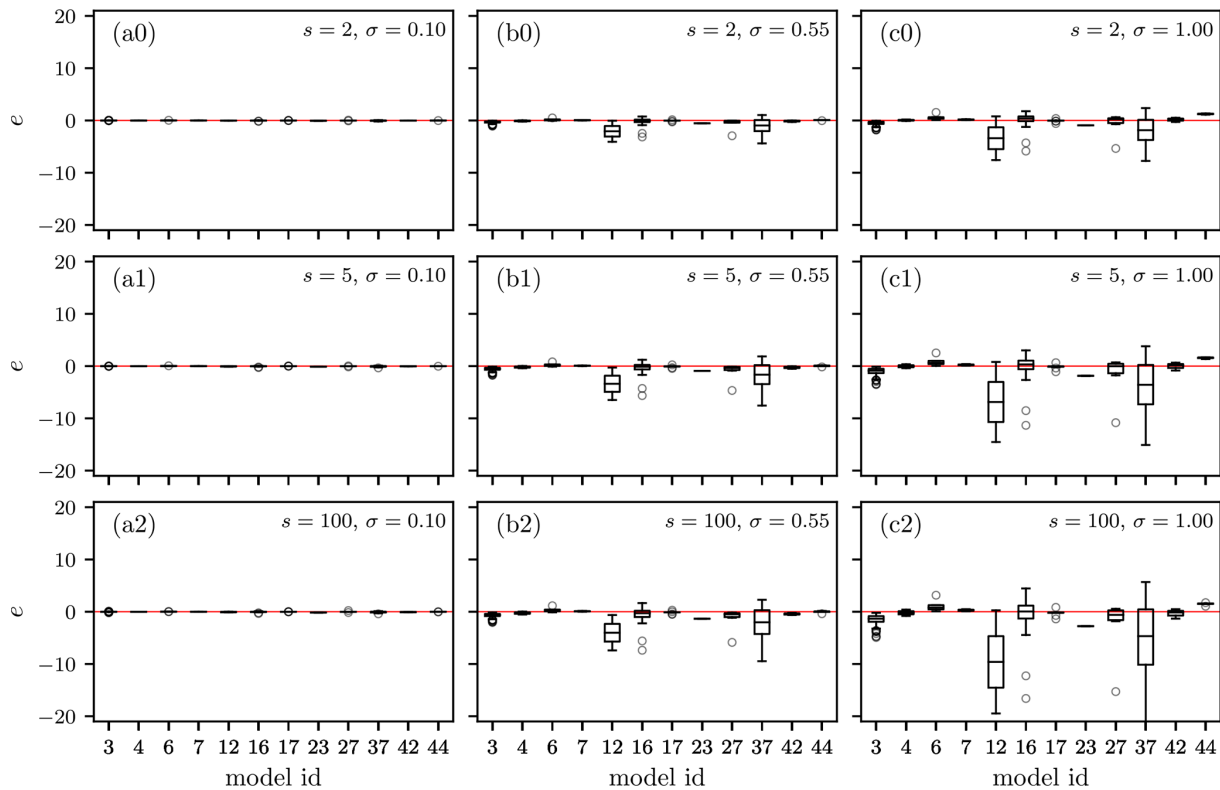 (a0) s = 2, σ = 0.10
(b0) s = 2, σ = 0.55
(c0) s = 2, σ = 1.00
20
10
0
−10
−20
e
(a1) s = 5, σ = 0.10
(b1) s = 5, σ = 0.55
(c1) s = 5, σ = 1.00
20
10
0
−10
−20
e
(a2) s = 100, σ = 0.10
(b2) s = 100, σ = 0.55
(c2) s = 100, σ = 1.00
20
10
0
−10
−20
e
3 4 6 7 12 16 17 23 27 37 42 44
3 4 6 7 12 16 17 23 27 37 42 44
3 4 6 7 12 16 17 23 27 37 42 44
model id
model id
model id